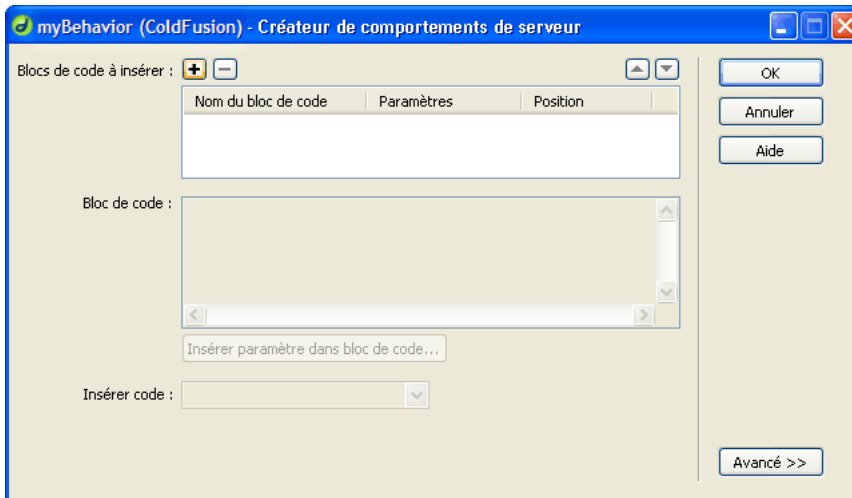 myBehavior (ColdFusion) - Créateur de comportements de serveur
Blocs de code à insérer :
OK
Nom du bloc de code Paramètres Position
Annuler
Aide
Bloc de code :
Insérer paramètre dans bloc de code...
Insérer code :
Avancé >>